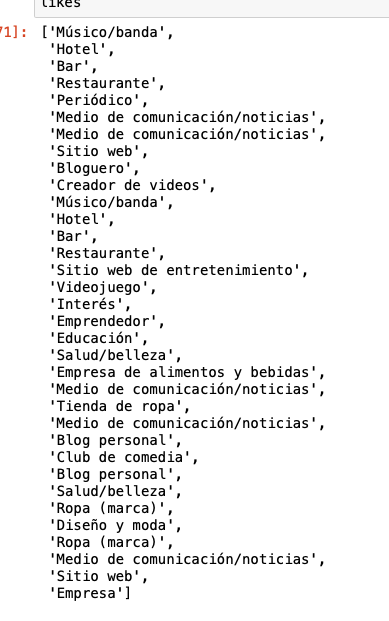 likes
71]: ['Músico/banda',
'Hotel',
'Bar',
'Restaurante',
'Periódico',
'Medio de comunicación/noticias',
'Medio de comunicación/noticias',
'Sitio web',
'Bloguero',
'Creador de videos',
'Músico/banda',
'Hotel',
'Bar',
'Restaurante',
'Sitio web de entretenimiento',
'Videojuego',
'Interés',
'Emprendedor',
'Educación',
'Salud/belleza',
'Empresa de alimentos y bebidas',
'Medio de comunicación/noticias',
'Tienda de ropa',
'Medio de comunicación/noticias',
'Blog personal',
'Club de comedia',
'Blog personal',
'Salud/belleza',
'Ropa (marca)',
'Diseño y moda',
'Ropa (marca)',
'Medio de comunicación/noticias',
'Sitio web',
'Empresa']